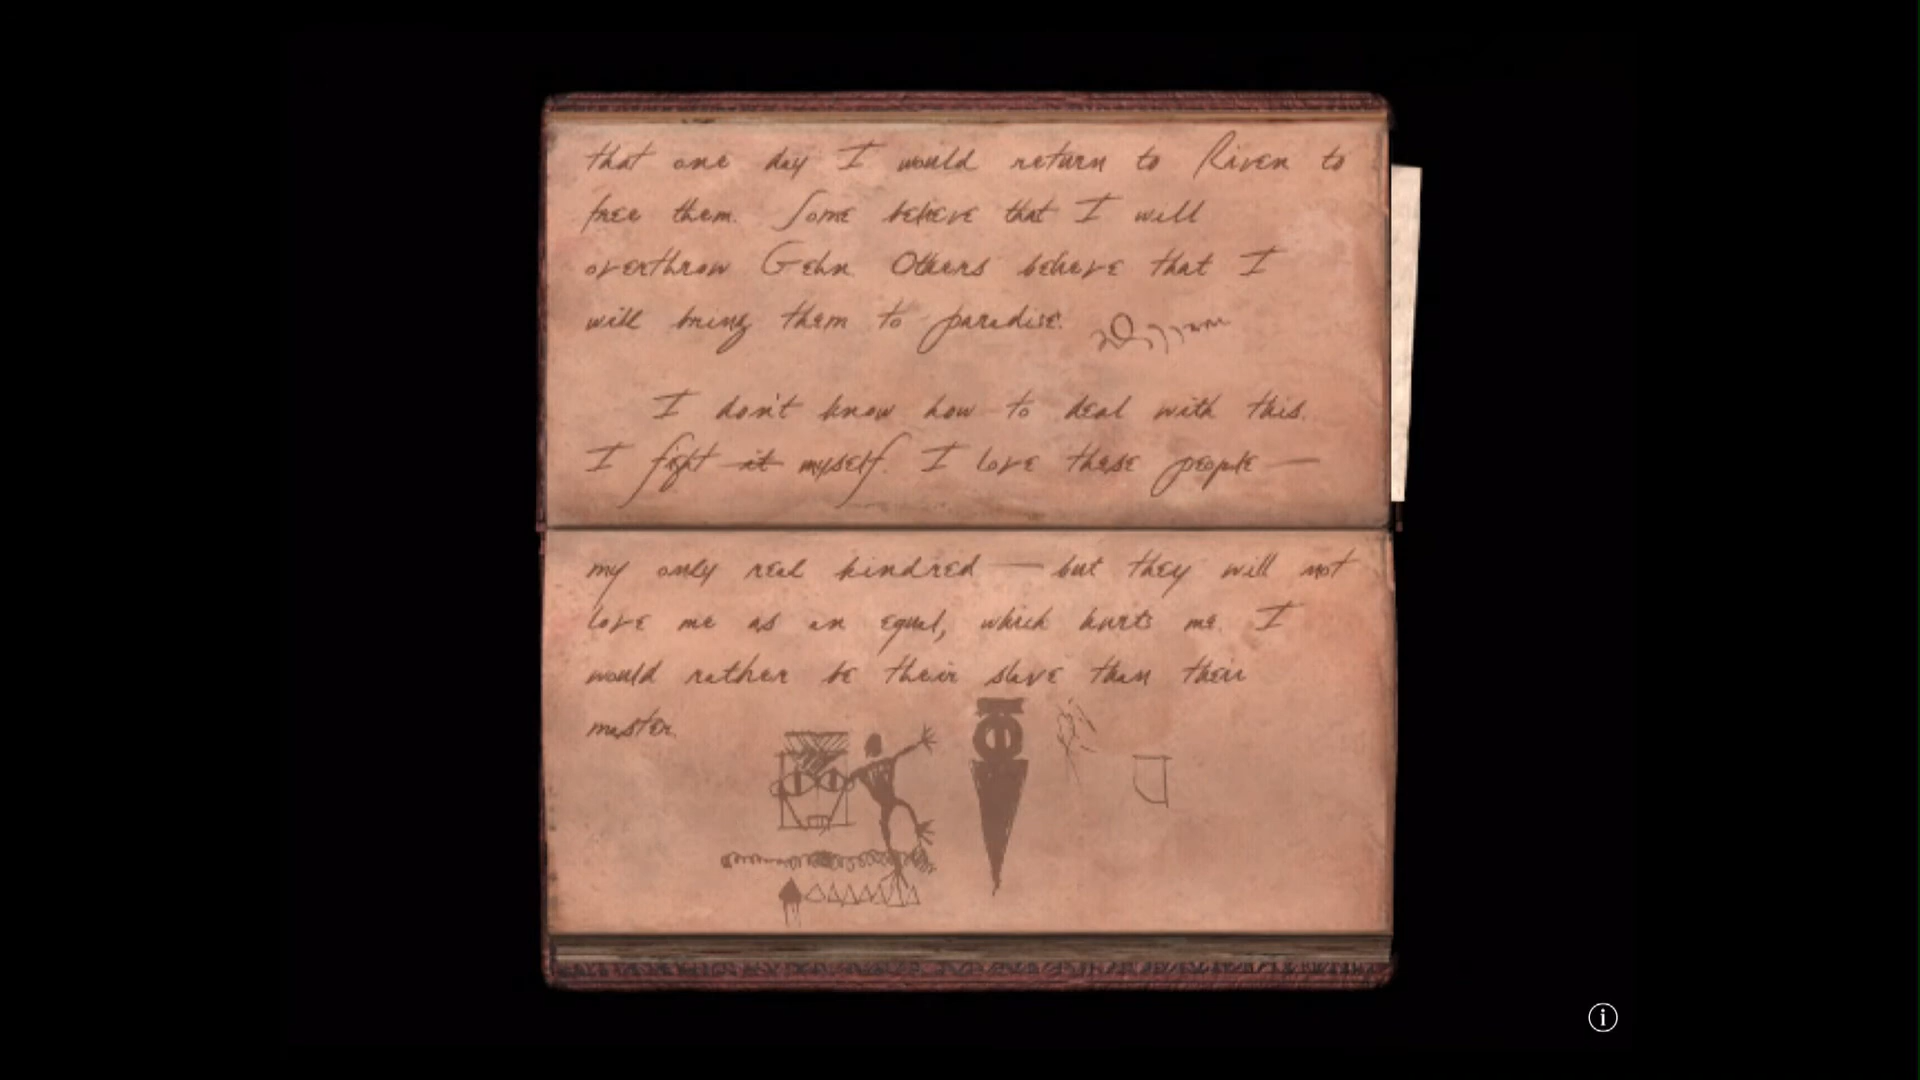 that one day I would return to Riven to
free them. Some believe that I will
overthrow Gehn. Others believe that I
will bring them to paradise.
I don't know how to deal with this.
I fight it myself. I love these people —
my only real kindred — but they will not
love me as an equal, which hurts me. I
would rather be their slave than their
master.
i